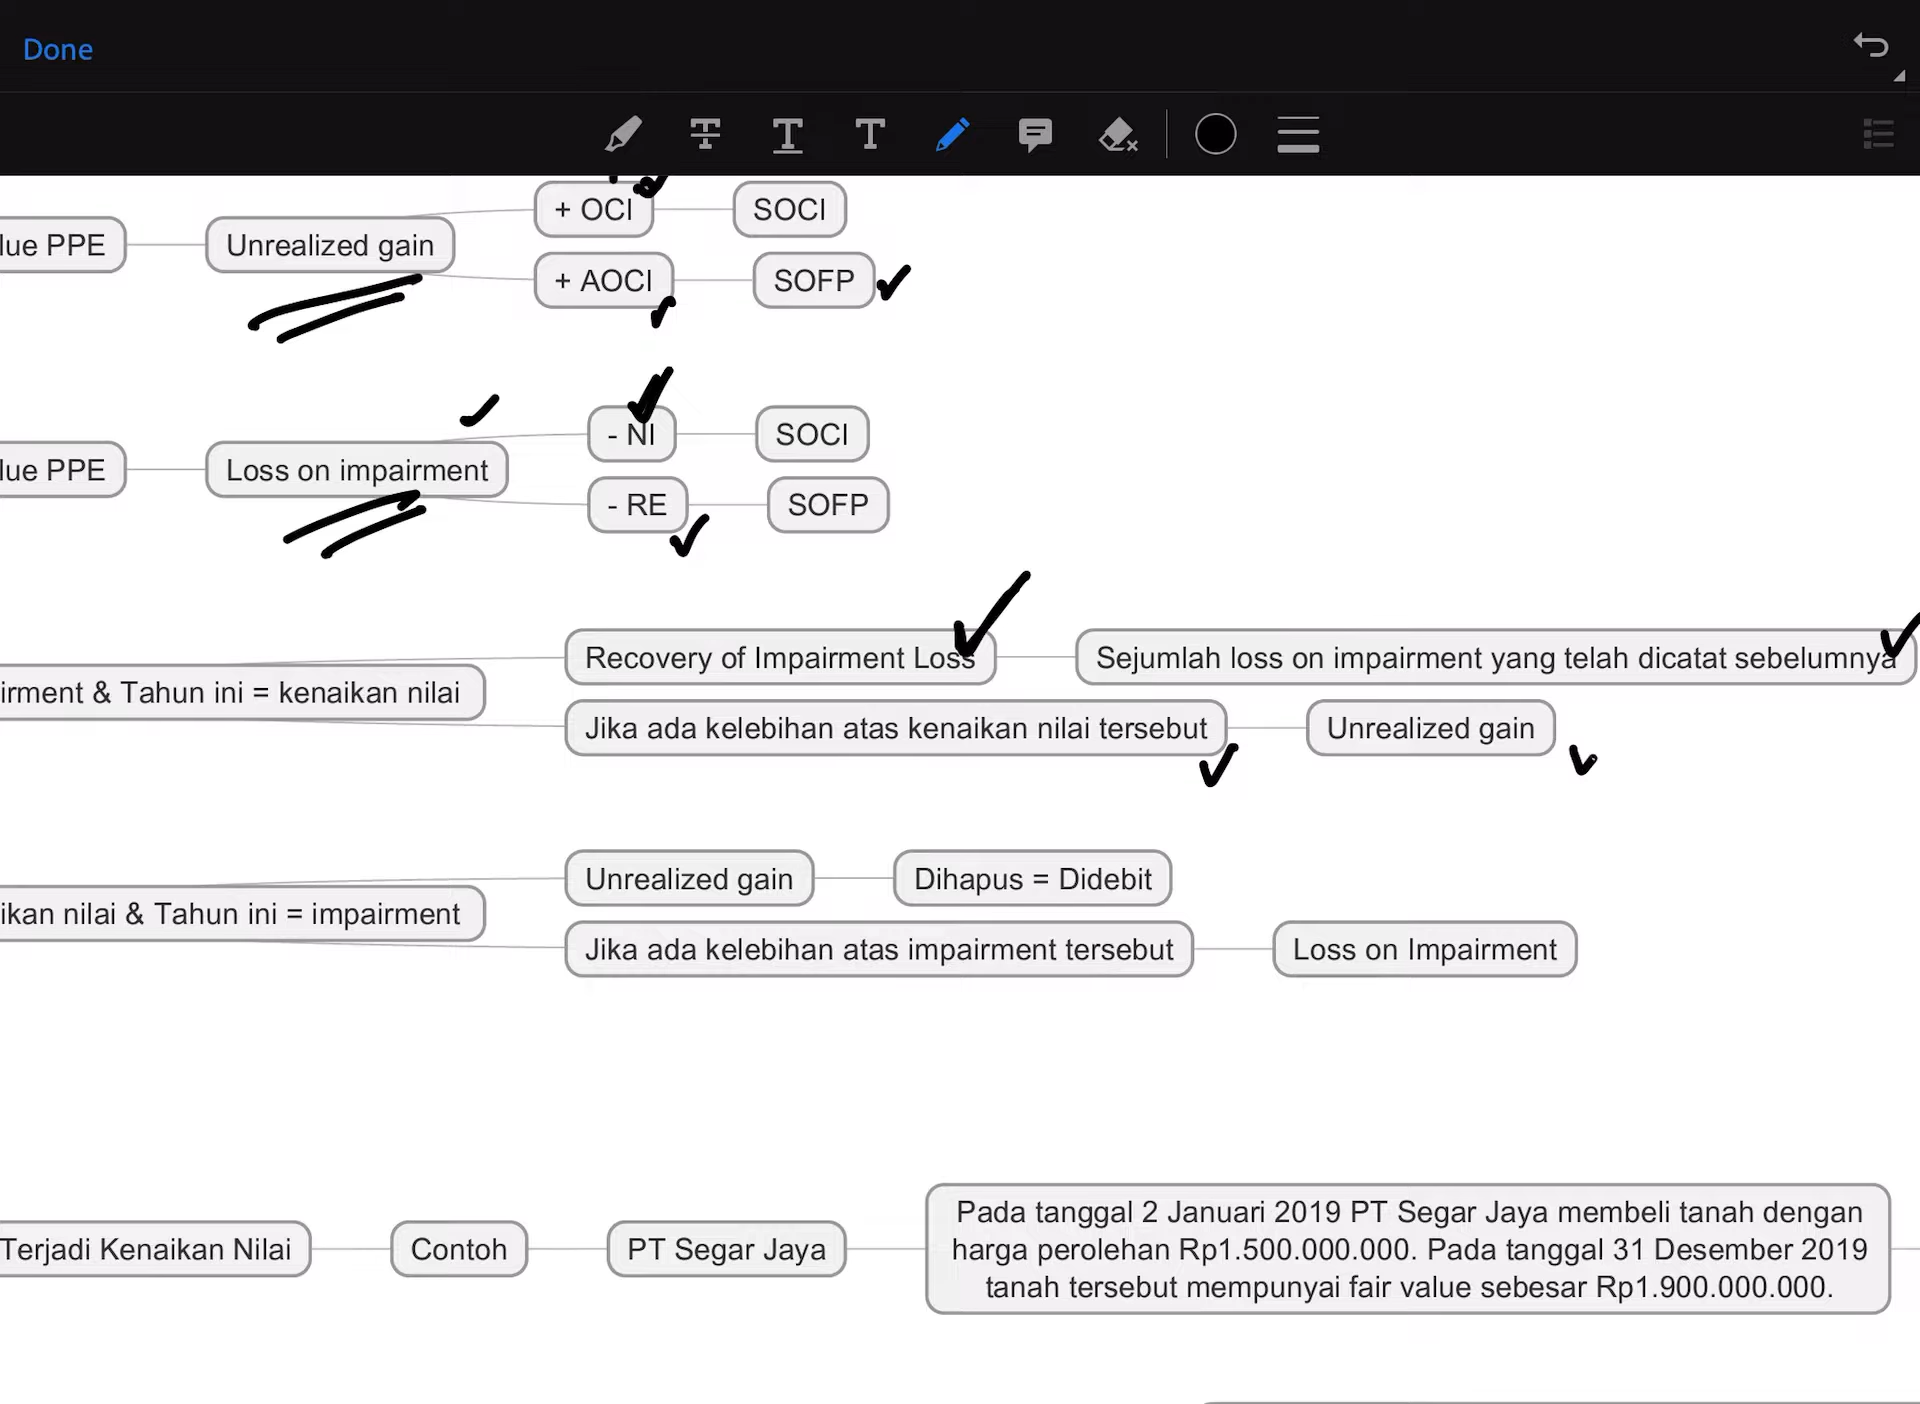 Done
lue PPE
Unrealized gain
+ OCI
SOCI
+ AOCI
SOFP
lue PPE
Loss on impairment
- NI
SOCI
- RE
SOFP
irment & Tahun ini = kenaikan nilai
Recovery of Impairment Loss
Sejumlah loss on impairment yang telah dicatat sebelumnya
Jika ada kelebihan atas kenaikan nilai tersebut
Unrealized gain
ikan nilai & Tahun ini = impairment
Unrealized gain
Dihapus = Didebit
Jika ada kelebihan atas impairment tersebut
Loss on Impairment
Terjadi Kenaikan Nilai
Contoh
PT Segar Jaya
Pada tanggal 2 Januari 2019 PT Segar Jaya membeli tanah dengan
harga perolehan Rp1.500.000.000. Pada tanggal 31 Desember 2019
tanah tersebut mempunyai fair value sebesar Rp1.900.000.000.